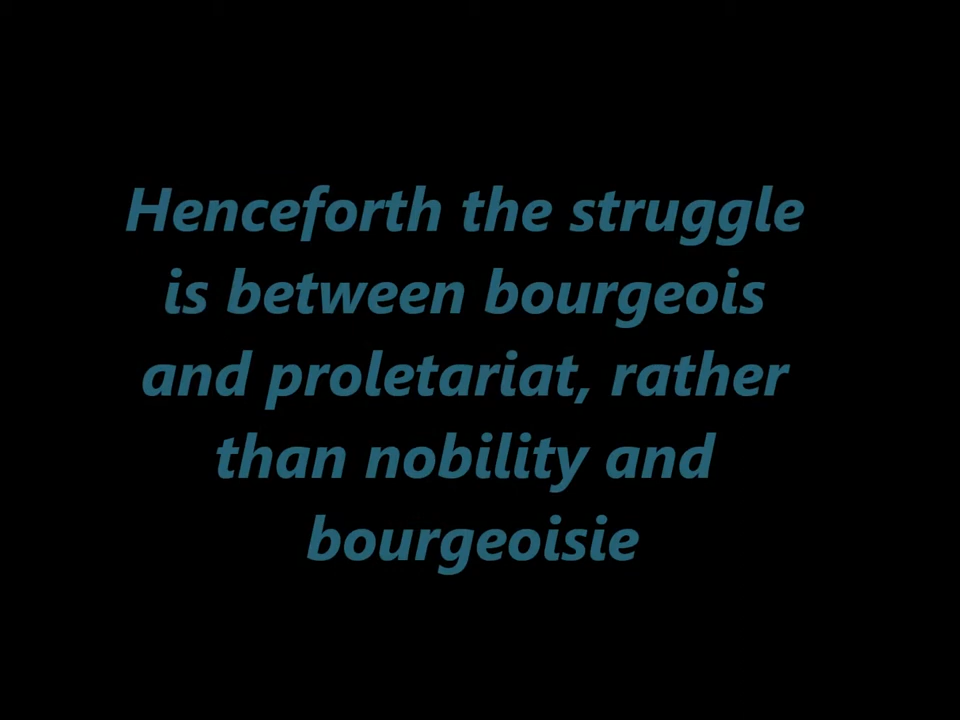 Henceforth the struggle
is between bourgeois
and proletariat, rather
than nobility and
bourgeoisie